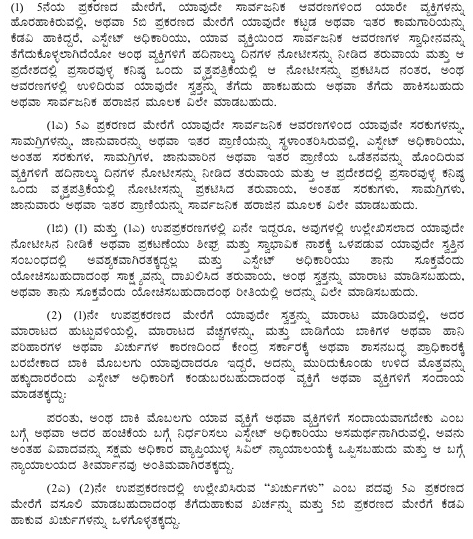 (1) 5ನೆಯ ಪ್ರಕರಣದ ಮೇರೆಗೆ, ಯಾವುದೇ ಸಾರ್ವಜನಿಕ ಆವರಣಗಳಿಂದ ಯಾರೇ ವ್ಯಕ್ತಿಗಳನ್ನು
ಹೊರಹಾಕಿರುವಲ್ಲಿ, ಅಥವಾ 5ಬಿ ಪ್ರಕರಣದ ಮೇರೆಗೆ ಯಾವುದೇ ಕಟ್ಟಡ ಅಥವಾ ಇತರ ಕಾಮಗಾರಿಯನ್ನು
ಕೆಡವಿ ಹಾಕಿದ್ದರೆ, ಎಸ್ಟೇಟ್ ಅಧಿಕಾರಿಯು, ಯಾವ ವ್ಯಕ್ತಿಯಿಂದ ಸಾರ್ವಜನಿಕ ಆವರಣಗಳ ಸ್ವಾಧೀನವನ್ನು
ತೆಗೆದುಕೊಳ್ಳಲಾಗಿದೆಯೋ ಅಂಥ ವ್ಯಕ್ತಿಗಳಿಗೆ ಹದಿನಾಲ್ಕು ದಿನಗಳ ನೋಟೀಸನ್ನು ನೀಡಿದ ತರುವಾಯ ಮತ್ತು ಆ
ಪ್ರದೇಶದಲ್ಲಿ ಪ್ರಸಾರವುಳ್ಳ ಕನಿಷ್ಠ ಒಂದು ವೃತ್ತಪತ್ರಿಕೆಯಲ್ಲಿ ಆ ನೋಟೀಸನ್ನು ಪ್ರಕಟಿಸಿದ ನಂತರ, ಅಂಥ
ಆವರಣಗಳಲ್ಲಿ ಉಳಿದಿರುವ ಯಾವುದೇ ಸ್ವತ್ತನ್ನು ತೆಗೆದು ಹಾಕಬಹುದು ಅಥವಾ ತೆಗೆದು ಹಾಕಿಸಬಹುದು
ಅಥವಾ ಸಾರ್ವಜನಿಕ ಹರಾಜಿನ ಮೂಲಕ ವಿಲೇ ಮಾಡಬಹುದು.
(1ಎ) 5ಎ ಪ್ರಕರಣದ ಮೇರೆಗೆ ಯಾವುದೇ ಸಾರ್ವಜನಿಕ ಆವರಣಗಳಿಂದ ಯಾವುವೇ ಸರಕುಗಳನ್ನು,
ಸಾಮಗ್ರಿಗಳನ್ನು, ಜಾನುವಾರನ್ನು ಅಥವಾ ಇತರ ಪ್ರಾಣಿಯನ್ನು ಸ್ಥಳಾಂತರಿಸಿರುವಲ್ಲಿ, ಎಸ್ಟೇಟ್ ಅಧಿಕಾರಿಯು,
ಅಂತಹ ಸರಕುಗಳ, ಸಾಮಗ್ರಿಗಳ, ಜಾನುವಾರಿನ ಅಥವಾ ಇತರ ಪ್ರಾಣಿಯ ಒಡೆತನವನ್ನು ಹೊಂದಿರುವ
ವ್ಯಕ್ತಿಗಳಿಗೆ ಹದಿನಾಲ್ಕು ದಿನಗಳ ನೋಟೀಸನ್ನು ನೀಡಿದ ತರುವಾಯ ಮತ್ತು ಆ ಪ್ರದೇಶದಲ್ಲಿ ಪ್ರಸಾರವುಳ್ಳ ಕನಿಷ್ಠ
ಒಂದು ವೃತ್ತಪತ್ರಿಕೆಯಲ್ಲಿ ನೋಟೀಸನ್ನು ಪ್ರಕಟಿಸಿದ ತರುವಾಯ, ಅಂತಹ ಸರಕುಗಳು, ಸಾಮಗ್ರಿಗಳು,
ಜಾನುವಾರು ಅಥವಾ ಇತರ ಪ್ರಾಣಿಯನ್ನು ಸಾರ್ವಜನಿಕ ಹರಾಜಿನ ಮೂಲಕ ವಿಲೇ ಮಾಡಬಹುದು.
(1ಬಿ) (1) ಮತ್ತು (1ಎ) ಉಪಪ್ರಕರಣಗಳಲ್ಲಿ ಏನೇ ಇದ್ದರೂ, ಅವುಗಳಲ್ಲಿ ಉಲ್ಲೇಖಿಸಲಾದ ಯಾವುದೇ
ನೋಟೀಸಿನ ನೀಡಿಕೆ ಅಥವಾ ಪ್ರಕಟಣೆಯು ಶೀಘ್ರ ಮತ್ತು ಸ್ವಾಭಾವಿಕ ನಾಶಕ್ಕೆ ಒಳಪಡುವ ಯಾವುದೇ ಸ್ವತ್ತಿನ
ಸಂಬಂಧದಲ್ಲಿ ಅವಶ್ಯಕವಾಗಿರತಕ್ಕದ್ದಲ್ಲ ಮತ್ತು ಎಸ್ಟೇಟ್ ಅಧಿಕಾರಿಯು ತಾನು ಸೂಕ್ತವೆಂದು
ಯೋಚಿಸಬಹುದಾದಂಥ ಸಾಕ್ಷ್ಯವನ್ನು ದಾಖಲಿಸಿದ ತರುವಾಯ, ಅಂಥ ಸ್ವತ್ತನ್ನು ಮಾರಾಟ ಮಾಡಿಸಬಹುದು,
ಅಥವಾ ತಾನು ಸೂಕ್ತವೆಂದು ಯೋಚಿಸಬಹುದಾದಂಥ ರೀತಿಯಲ್ಲಿ ಅದನ್ನು ವಿಲೇ ಮಾಡಿಸಬಹುದು.
(2) (1)ನೇ ಉಪಪ್ರಕರಣದ ಮೇರೆಗೆ ಯಾವುದೇ ಸ್ವತ್ತನ್ನು ಮಾರಾಟ ಮಾಡಿರುವಲ್ಲಿ, ಅದರ
ಮಾರಾಟದ ಹುಟ್ಟುವಳಿಯಲ್ಲಿ, ಮಾರಾಟದ ವೆಚ್ಚಗಳನ್ನು, ಮತ್ತು ಬಾಡಿಗೆಯ ಬಾಕಿಗಳ ಅಥವಾ ಹಾನಿ
ಪರಿಹಾರಗಳ ಅಥವಾ ಖರ್ಚುಗಳ ಕಾರಣದಿಂದ ಕೇಂದ್ರ ಸರ್ಕಾರಕ್ಕೆ ಅಥವಾ ಶಾಸನಬದ್ಧ ಪ್ರಾಧಿಕಾರಕ್ಕೆ
ಬರಬೇಕಾದ ಬಾಕಿ ಮೊಬಲಗು ಯಾವುದಾದರೂ ಇದ್ದರೆ, ಅದನ್ನು ಮುರಿದುಕೊಂಡು ಉಳಿದ ಮೊತ್ತವನ್ನು
ಹಕ್ಕುದಾರರೆಂದು ಎಸ್ಟೇಟ್ ಅಧಿಕಾರಿಗೆ ಕಂಡುಬರಬಹುದಾದಂಥ ವ್ಯಕ್ತಿಗೆ ಅಥವಾ ವ್ಯಕ್ತಿಗಳಿಗೆ ಸಂದಾಯ
ಮಾಡತಕ್ಕದ್ದು:
ಪರಂತು, ಅಂಥ ಬಾಕಿ ಮೊಬಲಗು ಯಾವ ವ್ಯಕ್ತಿಗೆ ಅಥವಾ ವ್ಯಕ್ತಿಗಳಿಗೆ ಸಂದಾಯವಾಗಬೇಕು ಎಂಬ
ಬಗ್ಗೆ ಅಥವಾ ಅದರ ಹಂಚಿಕೆಯ ಬಗ್ಗೆ ನಿರ್ಧರಿಸಲು ಎಸ್ಟೇಟ್ ಅಧಿಕಾರಿಯು ಅಸಮರ್ಥನಾಗಿರುವಲ್ಲಿ, ಅವನು
ಅಂತಹ ವಿವಾದವನ್ನು ಸಕ್ಷಮ ಅಧಿಕಾರ ವ್ಯಾಪ್ತಿಯುಳ್ಳ ಸಿವಿಲ್ ನ್ಯಾಯಾಲಯಕ್ಕೆ ಒಪ್ಪಿಸಬಹುದು ಮತ್ತು ಆ ಬಗ್ಗೆ
ನ್ಯಾಯಾಲಯದ ತೀರ್ಮಾನವು ಅಂತಿಮವಾಗಿರತಕ್ಕದ್ದು.
(2ಎ) (2)ನೇ ಉಪಪ್ರಕರಣದಲ್ಲಿ ಉಲ್ಲೇಖಿಸಿರುವ “ಖರ್ಚುಗಳು” ಎಂಬ ಪದವು 5ಎ ಪ್ರಕರಣದ
ಮೇರೆಗೆ ವಸೂಲಿ ಮಾಡಬಹುದಾದಂಥ ತೆಗೆದುಹಾಕುವ ಖರ್ಚನ್ನು ಮತ್ತು 5ಬಿ ಪ್ರಕರಣದ ಮೇರೆಗೆ ಕೆಡವಿ
ಹಾಕುವ ಖರ್ಚುಗಳನ್ನು ಒಳಗೊಳ್ಳತಕ್ಕದ್ದು.